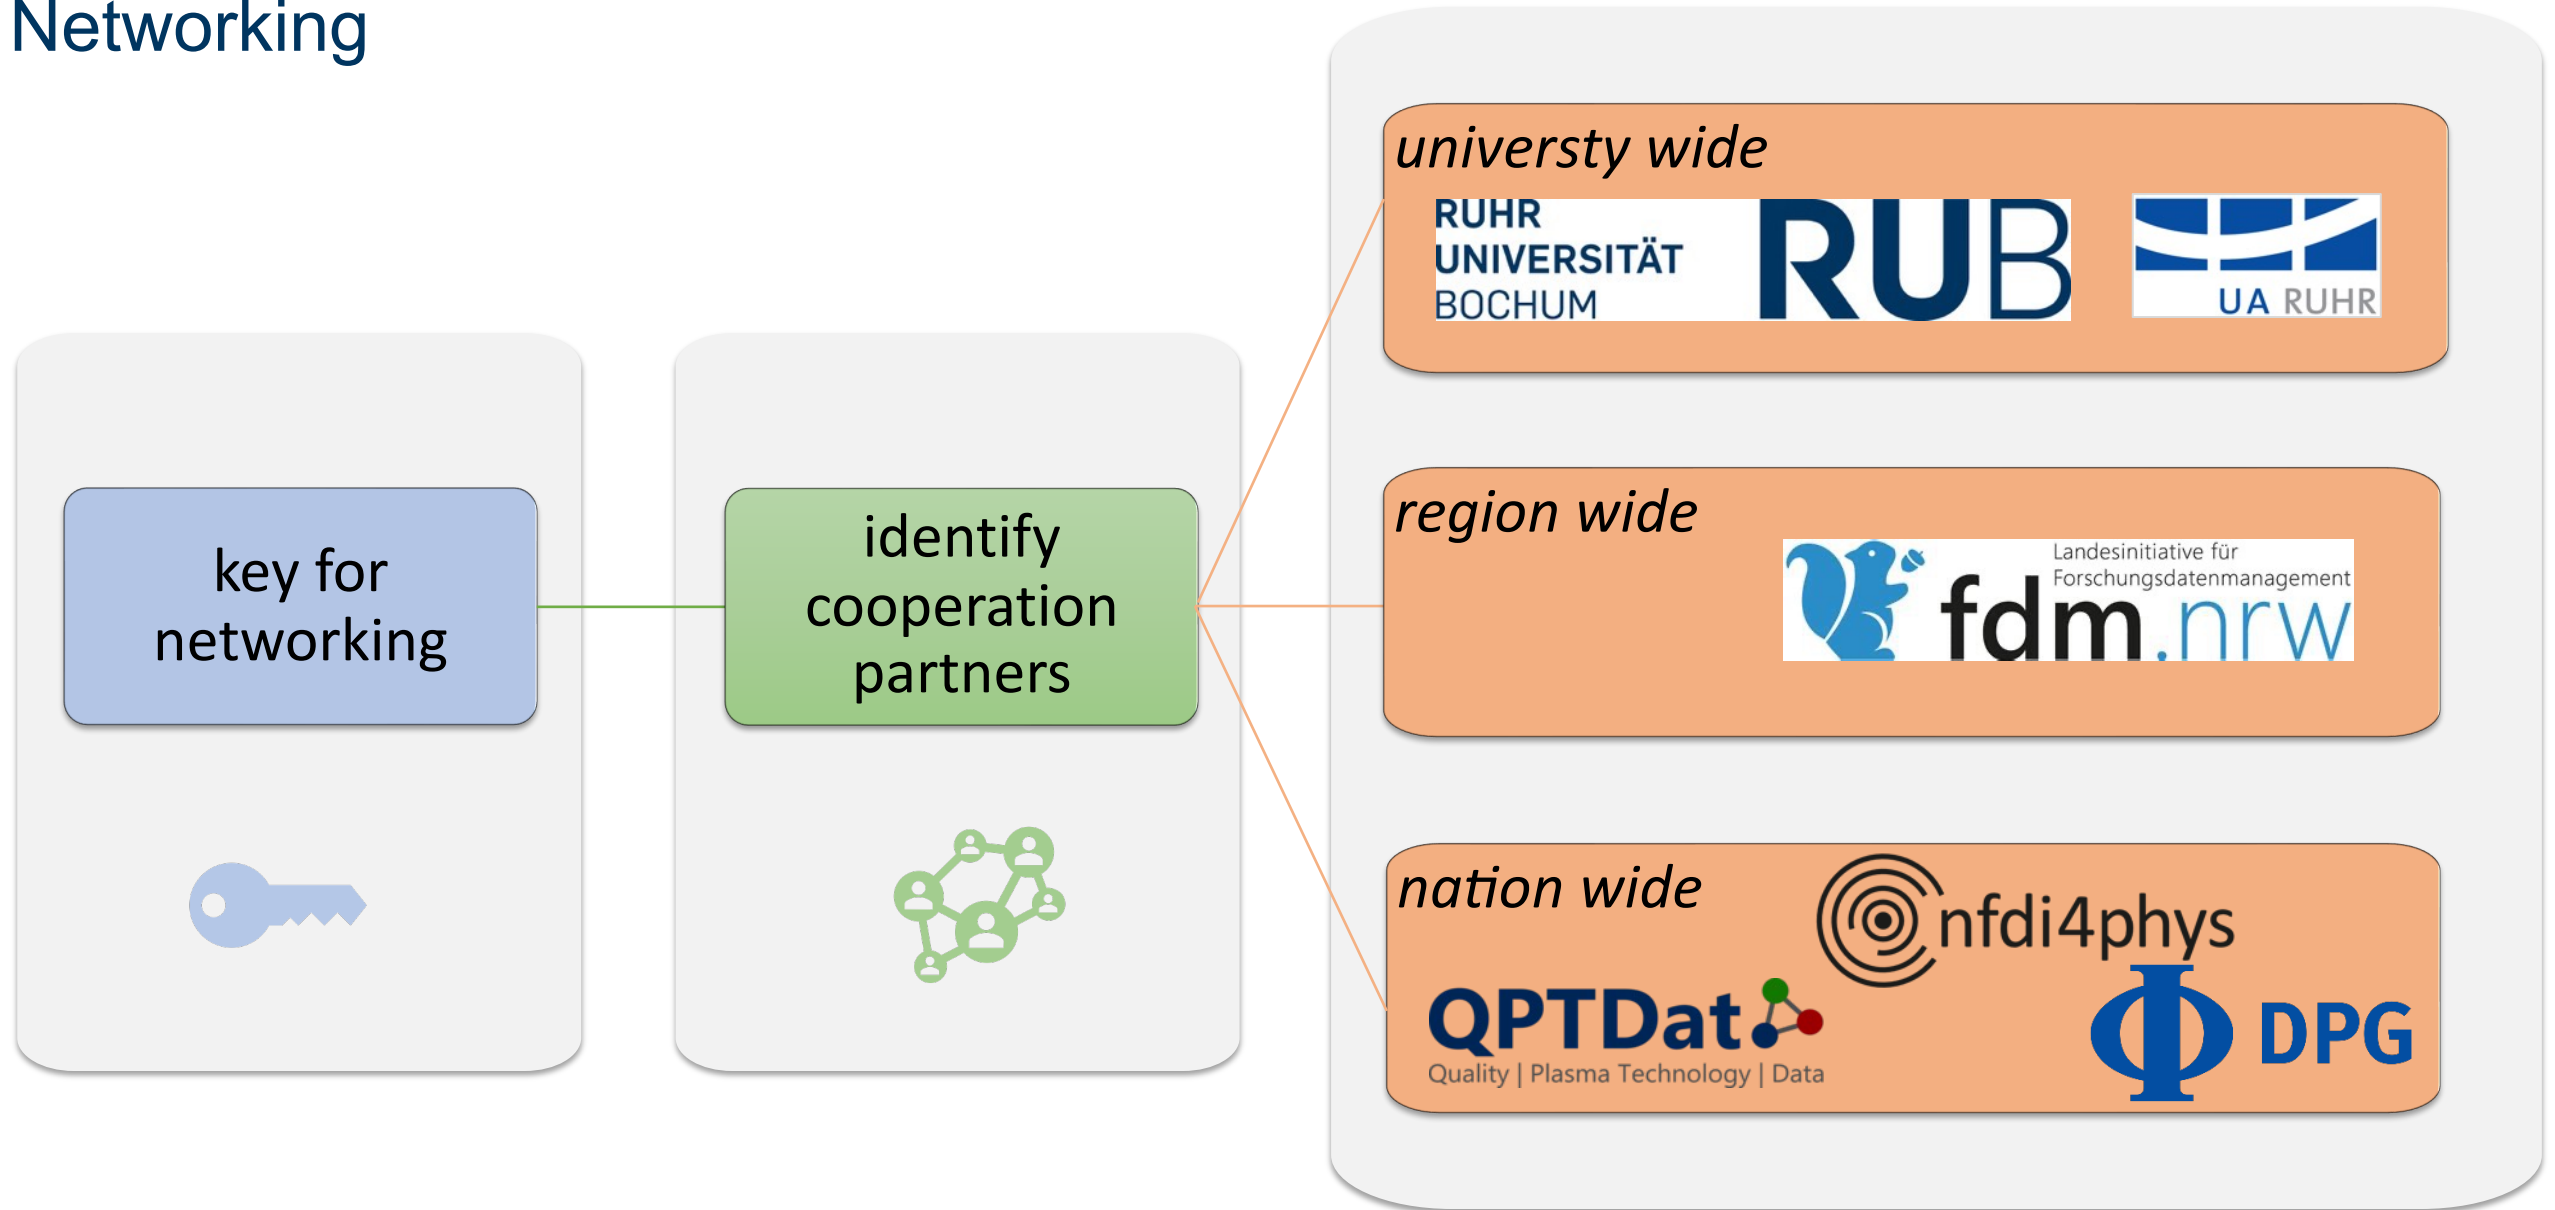 Networking
key for
networking
identify
cooperation
partners
universty wide
RUHR
UNIVERSITÄT
BOCHUM
RUB
UA RUHR
region wide
Landesinitiative für
Forschungsdatenmanagement
fdm.nrw
nation wide
nfdi4phys
QPTDat
Quality | Plasma Technology | Data
Φ DPG